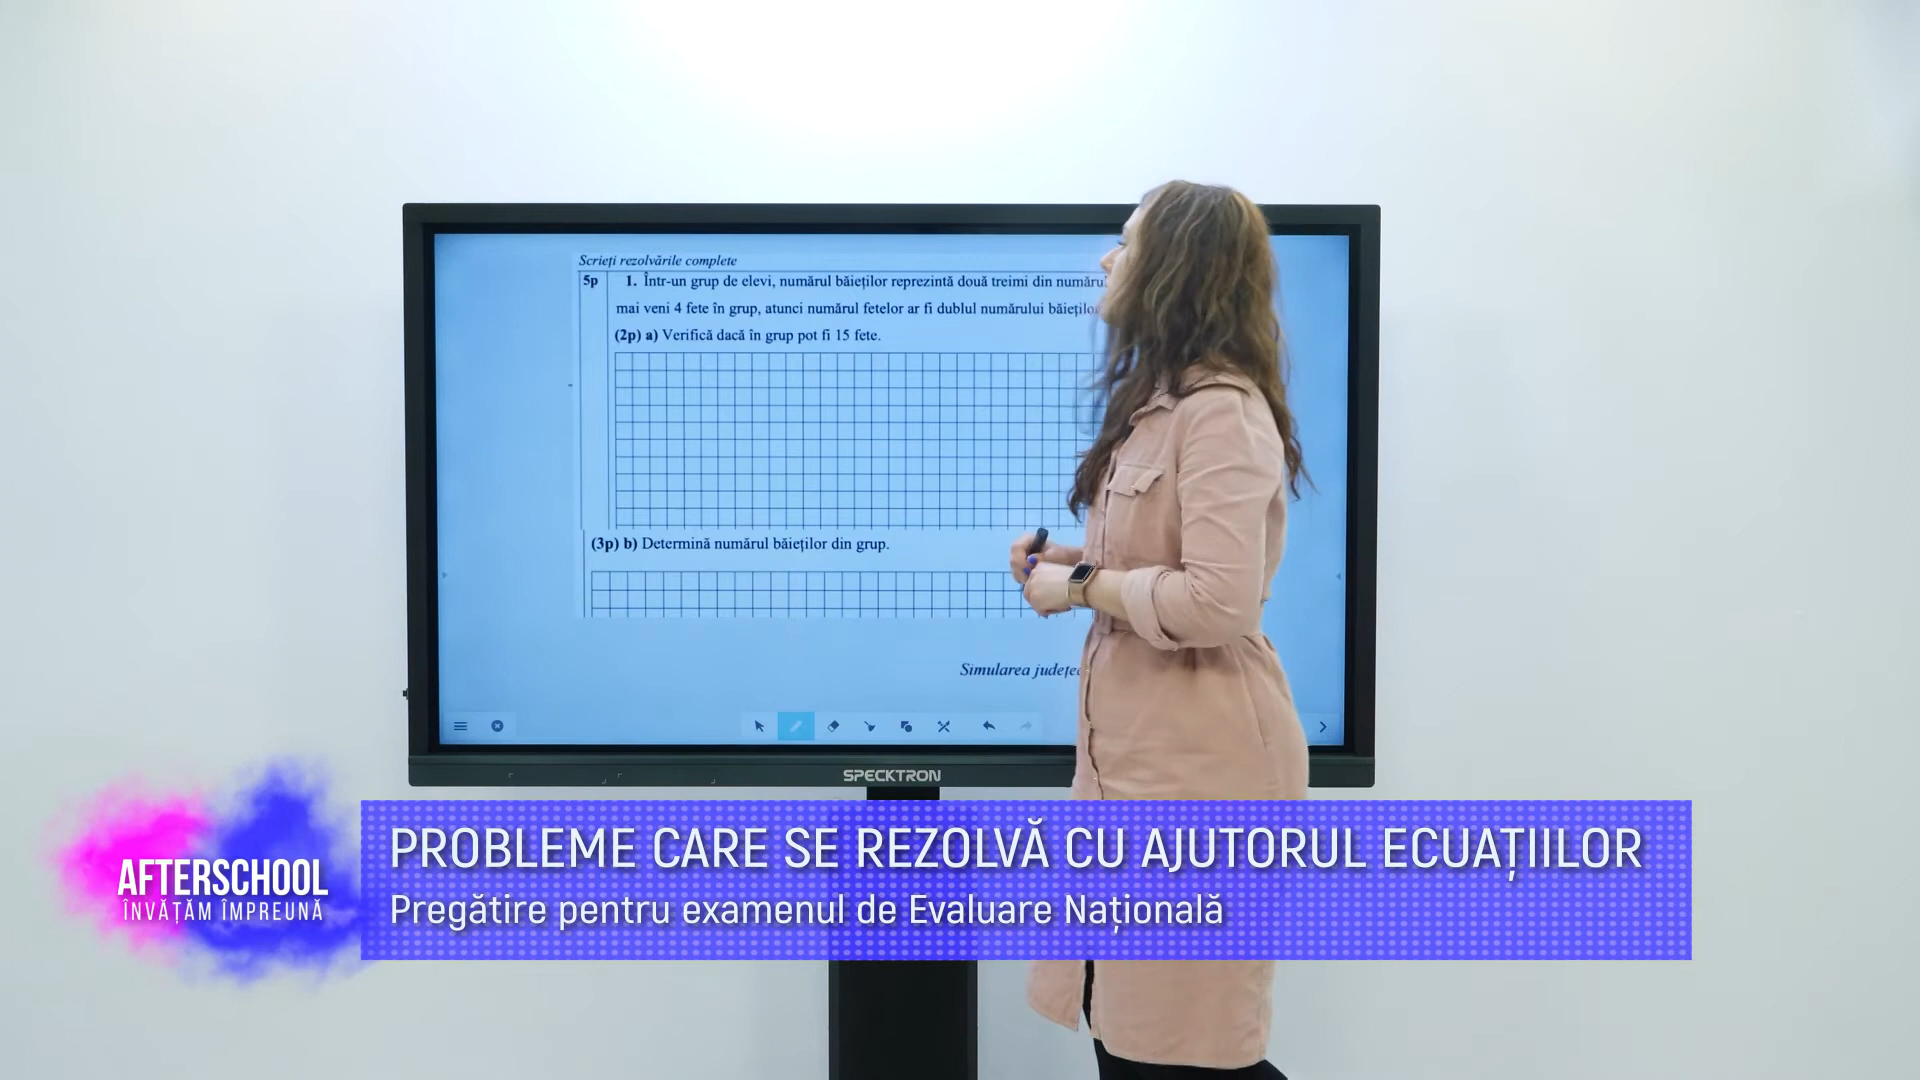 Scrieți rezolvările complete
5p 1. Într-un grup de elevi, numărul băieților reprezintă două treimi din
mai veni 4 fete în grup, atunci numărul fetelor ar fi dublul numărului
(2p) a) Verifică dacă în grup pot fi 15 fete.
(3p) b) Determină numărul băieților din grup.
Simularea
SPECKTRON
AFTERSCHOOL
ÎNVĂȚĂM ÎMPREUNĂ
PROBLEME CARE SE REZOLVĂ CU AJUTORUL ECUAȚIILOR
Pregătire pentru examenul de Evaluare Națională